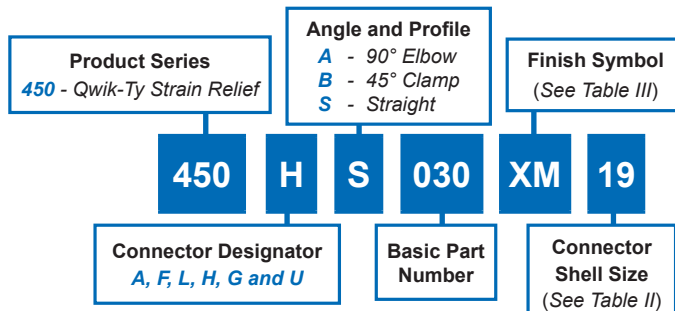 Product Series
450 - Qwik-Ty Strain Relief
Angle and Profile
A - 90° Elbow
B - 45° Clamp
S - Straight
Finish Symbol
(See Table III)
450 H S 030 XM 19
Connector Designator
A, F, L, H, G and U
Basic Part
Number
Connector
Shell Size
(See Table II)